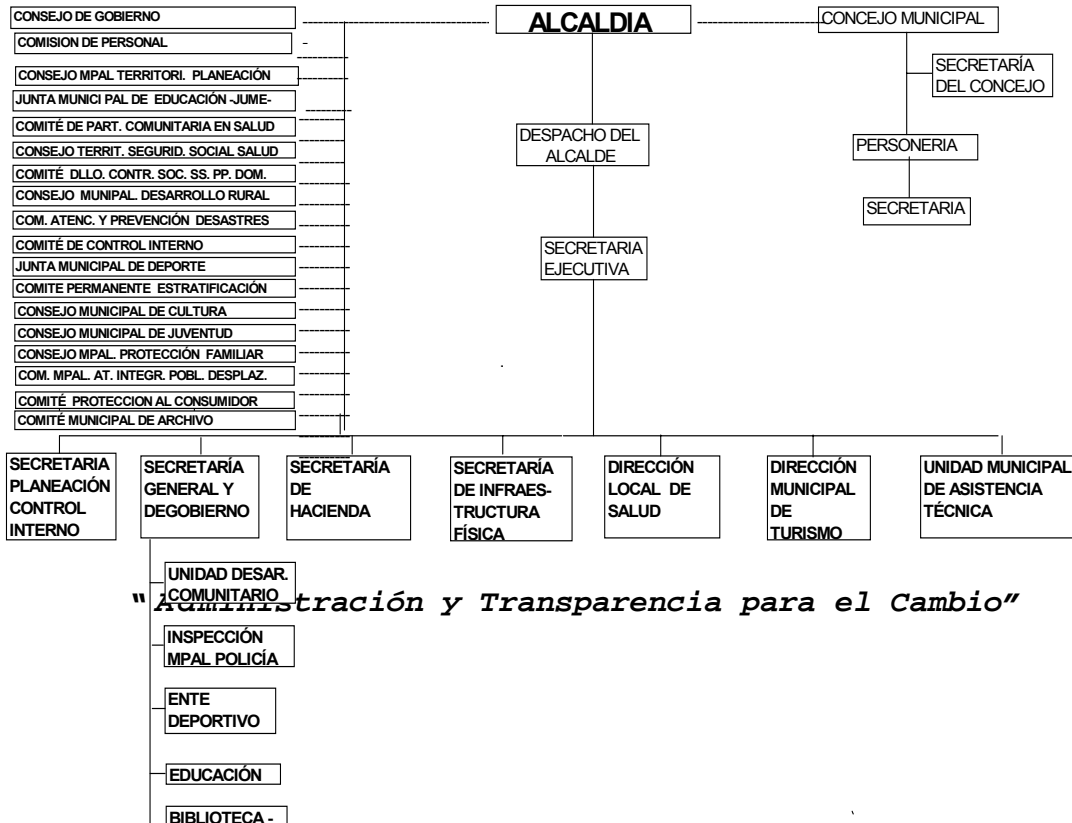 CONSEJO DE GOBIERNO
COMISION DE PERSONAL
CONSEJO MPAL TERRITORI. PLANEACIÓN
JUNTA MUNICI PAL DE EDUCACIÓN -JUME-
COMITÉ DE PART. COMUNITARIA EN SALUD
CONSEJO TERRIT. SEGURID. SOCIAL SALUD
COMITÉ DLLO. CONTR. SOC. SS. PP. DOM.
CONSEJO MUNIPAL. DESARROLLO RURAL
COM. ATENC. Y PREVENCIÓN DESASTRES
COMITÉ DE CONTROL INTERNO
JUNTA MUNICIPAL DE DEPORTE
COMITE PERMANENTE ESTRATIFICACIÓN
CONSEJO MUNICIPAL DE CULTURA
CONSEJO MUNICIPAL DE JUVENTUD
CONSEJO MPAL. PROTECCIÓN FAMILIAR
COM. MPAL. AT. INTEGR. POBL. DESPLAZ.
COMITÉ PROTECCION AL CONSUMIDOR
COMITÉ MUNICIPAL DE ARCHIVO
ALCALDIA
DESPACHO DEL
ALCALDE
SECRETARIA
EJECUTIVA
CONCEJO MUNICIPAL
SECRETARÍA
DEL CONCEJO
PERSONERIA
SECRETARIA
SECRETARIA
PLANEACIÓN
CONTROL
INTERNO
SECRETARÍA
GENERAL Y
DEGOBIERNO
SECRETARÍA
DE
HACIENDA
SECRETARÍA
DE INFRAES-
TRUCTURA
FÍSICA
DIRECCIÓN
LOCAL DE
SALUD
DIRECCIÓN
MUNICIPAL
DE
TURISMO
UNIDAD MUNICIPAL
DE ASISTENCIA
TÉCNICA
UNIDAD DESAR.
COMUNITARIO
"Administración y Transparencia para el Cambio"
INSPECCIÓN
MPAL POLICÍA
ENTE
DEPORTIVO
EDUCACIÓN
BIBLIOTECA -